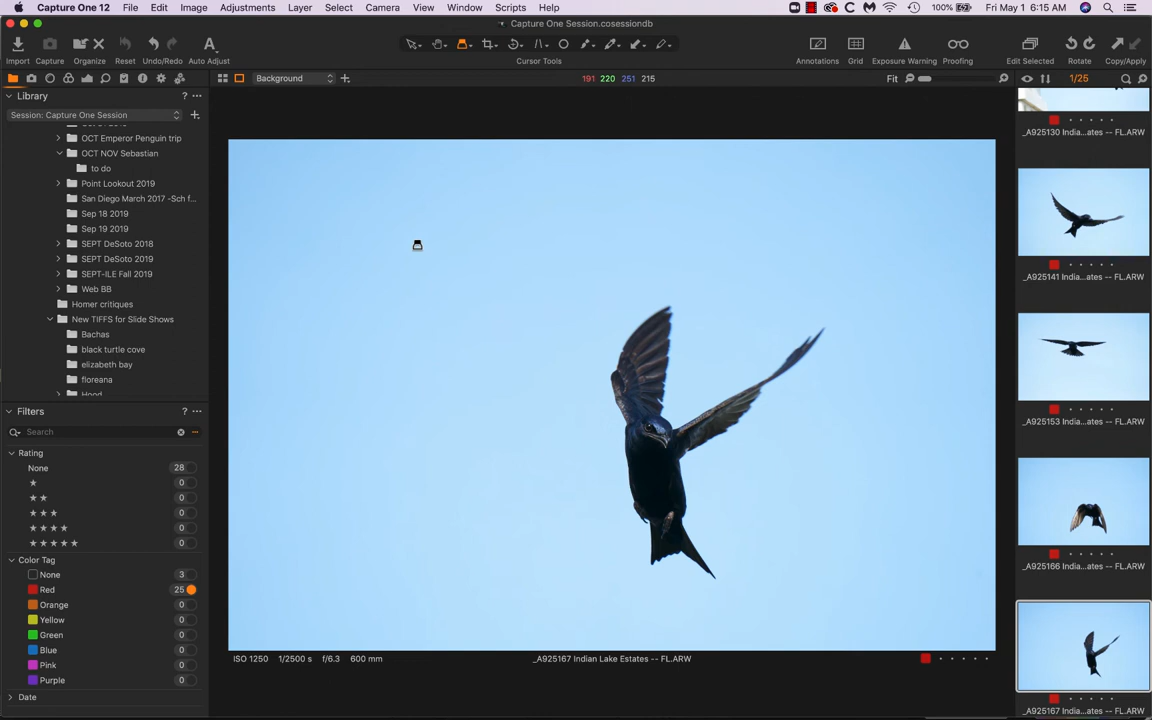 Capture One 12 File Edit Image Adjustments Layer Select Camera View Window Scripts Help 100% Fri May 1 6:15 AM
Capture One Session.cosessiondb
Import Capture Organize Reset Undo/Redo Auto Adjust Cursor Tools Annotations Grid Exposure Warning Proofing Edit Selected Rotate Copy/Apply
Background 191 220 251 215 Fit 1/25
Library ? ...
Session: Capture One Session
OCT Emperor Penguin trip
OCT NOV Sebastian
to do
Point Lookout 2019
San Diego March 2017 -Sch f...
Sep 18 2019
Sep 19 2019
SEPT DeSoto 2018
SEPT DeSoto 2019
SEPT-ILE Fall 2019
Web BB
Homer critiques
New TIFFS for Slide Shows
Bachas
black turtle cove
elizabeth bay
floreana
Hood
Filters ? ...
Search
Rating
None 28
★ 0
★★ 0
★★★ 0
★★★★ 0
★★★★★ 0
Color Tag
None 3
Red 25
Orange 0
Yellow 0
Green 0
Blue 0
Pink 0
Purple 0
Date
ISO 1250 1/2500 s f/6.3 600 mm _A925167 Indian Lake Estates -- FL.ARW
_A925130 India...ates -- FL.ARW
_A925141 India...ates -- FL.ARW
_A925153 India...ates -- FL.ARW
_A925166 India...ates -- FL.ARW
_A925167 India...ates -- FL.ARW